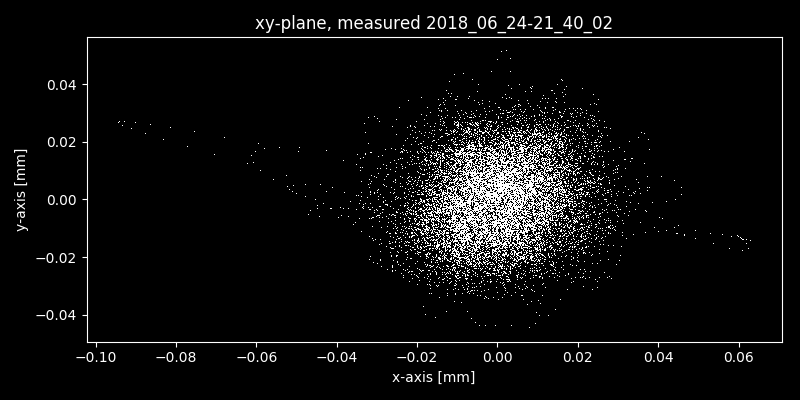 xy-plane, measured 2018_06_24-21_40_02
0.04
0.02
0.00
−0.02
−0.04
y-axis [mm]
−0.10 −0.08 −0.06 −0.04 −0.02 0.00 0.02 0.04 0.06
x-axis [mm]